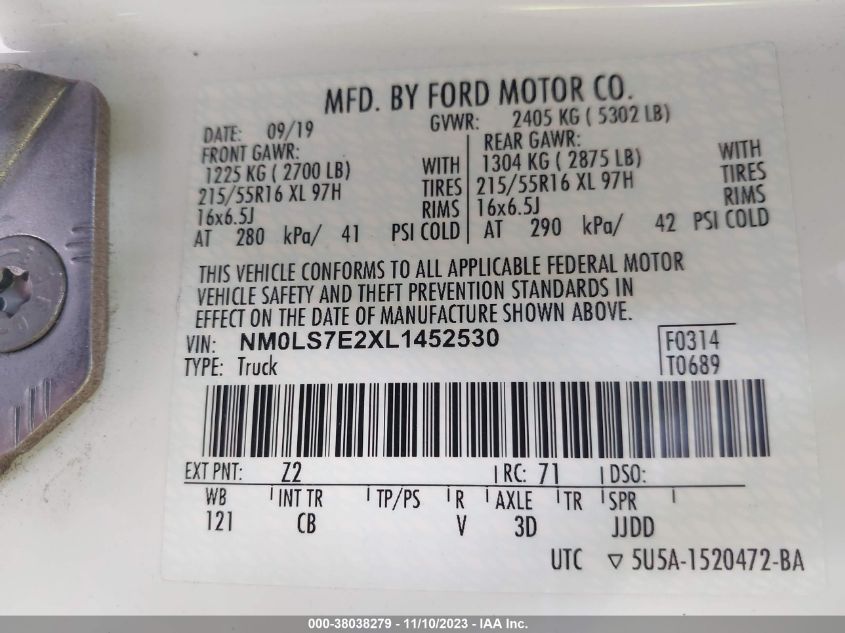 MFD. BY FORD MOTOR CO.
DATE: 09/19 GVWR: 2405 KG ( 5302 LB)
FRONT GAWR: REAR GAWR:
1225 KG ( 2700 LB) WITH 1304 KG ( 2875 LB) WITH
215/55R16 XL 97H TIRES 215/55R16 XL 97H TIRES
16x6.5J RIMS 16x6.5J RIMS
AT 280 kPa/ 41 PSI COLD AT 290 kPa/ 42 PSI COLD
THIS VEHICLE CONFORMS TO ALL APPLICABLE FEDERAL MOTOR
VEHICLE SAFETY AND THEFT PREVENTION STANDARDS IN
EFFECT ON THE DATE OF MANUFACTURE SHOWN ABOVE.
VIN: NM0LS7E2XL1452530 F0314
TYPE: Truck T0689
EXT PNT: Z2 RC: 71 DSO:
WB INT TR TP/PS R AXLE TR SPR
121 CB V 3D JJDD
UTC ▽ 5U5A-1520472-BA
000-38038279 - 11/10/2023 - IAA Inc.